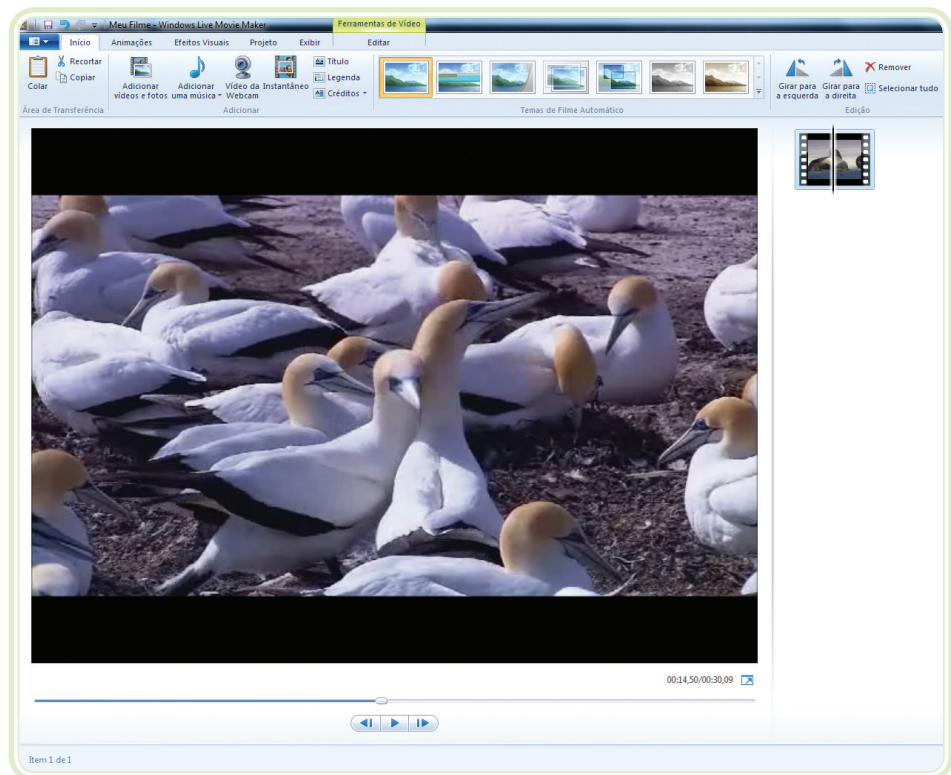 Meu Filme - Windows Live Movie Maker
Ferramentas de Vídeo
Início Animações Efeitos Visuais Projeto Exibir Editar
Colar
Recortar
Copiar
Área de Transferência
Adicionar vídeos e fotos
Adicionar uma música
Vídeo da Webcam
Instantâneo
Título
Legenda
Créditos
Adicionar
Temas de Filme Automático
Girar para a esquerda
Girar para a direita
Remover
Selecionar tudo
Edição
00:14,50/00:30,09
Item 1 de 1